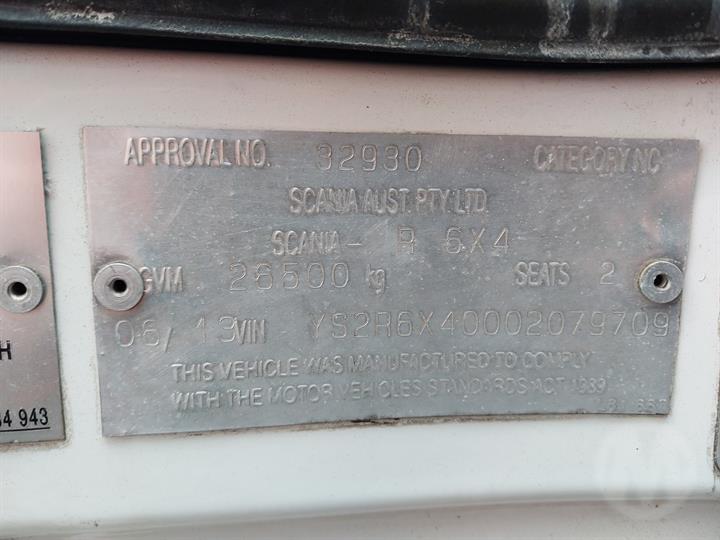 APPROVAL NO. 32930 CATEGORY NC
SCANIA AUST. PTY. LTD.
SCANIA - R 6X4
GVM 26500 kg SEATS 2
06/ 13 VIN YS2R6X40002079709
THIS VEHICLE WAS MANUFACTURED TO COMPLY
WITH THE MOTOR VEHICLES STANDARDS ACT 1989
H
943
M